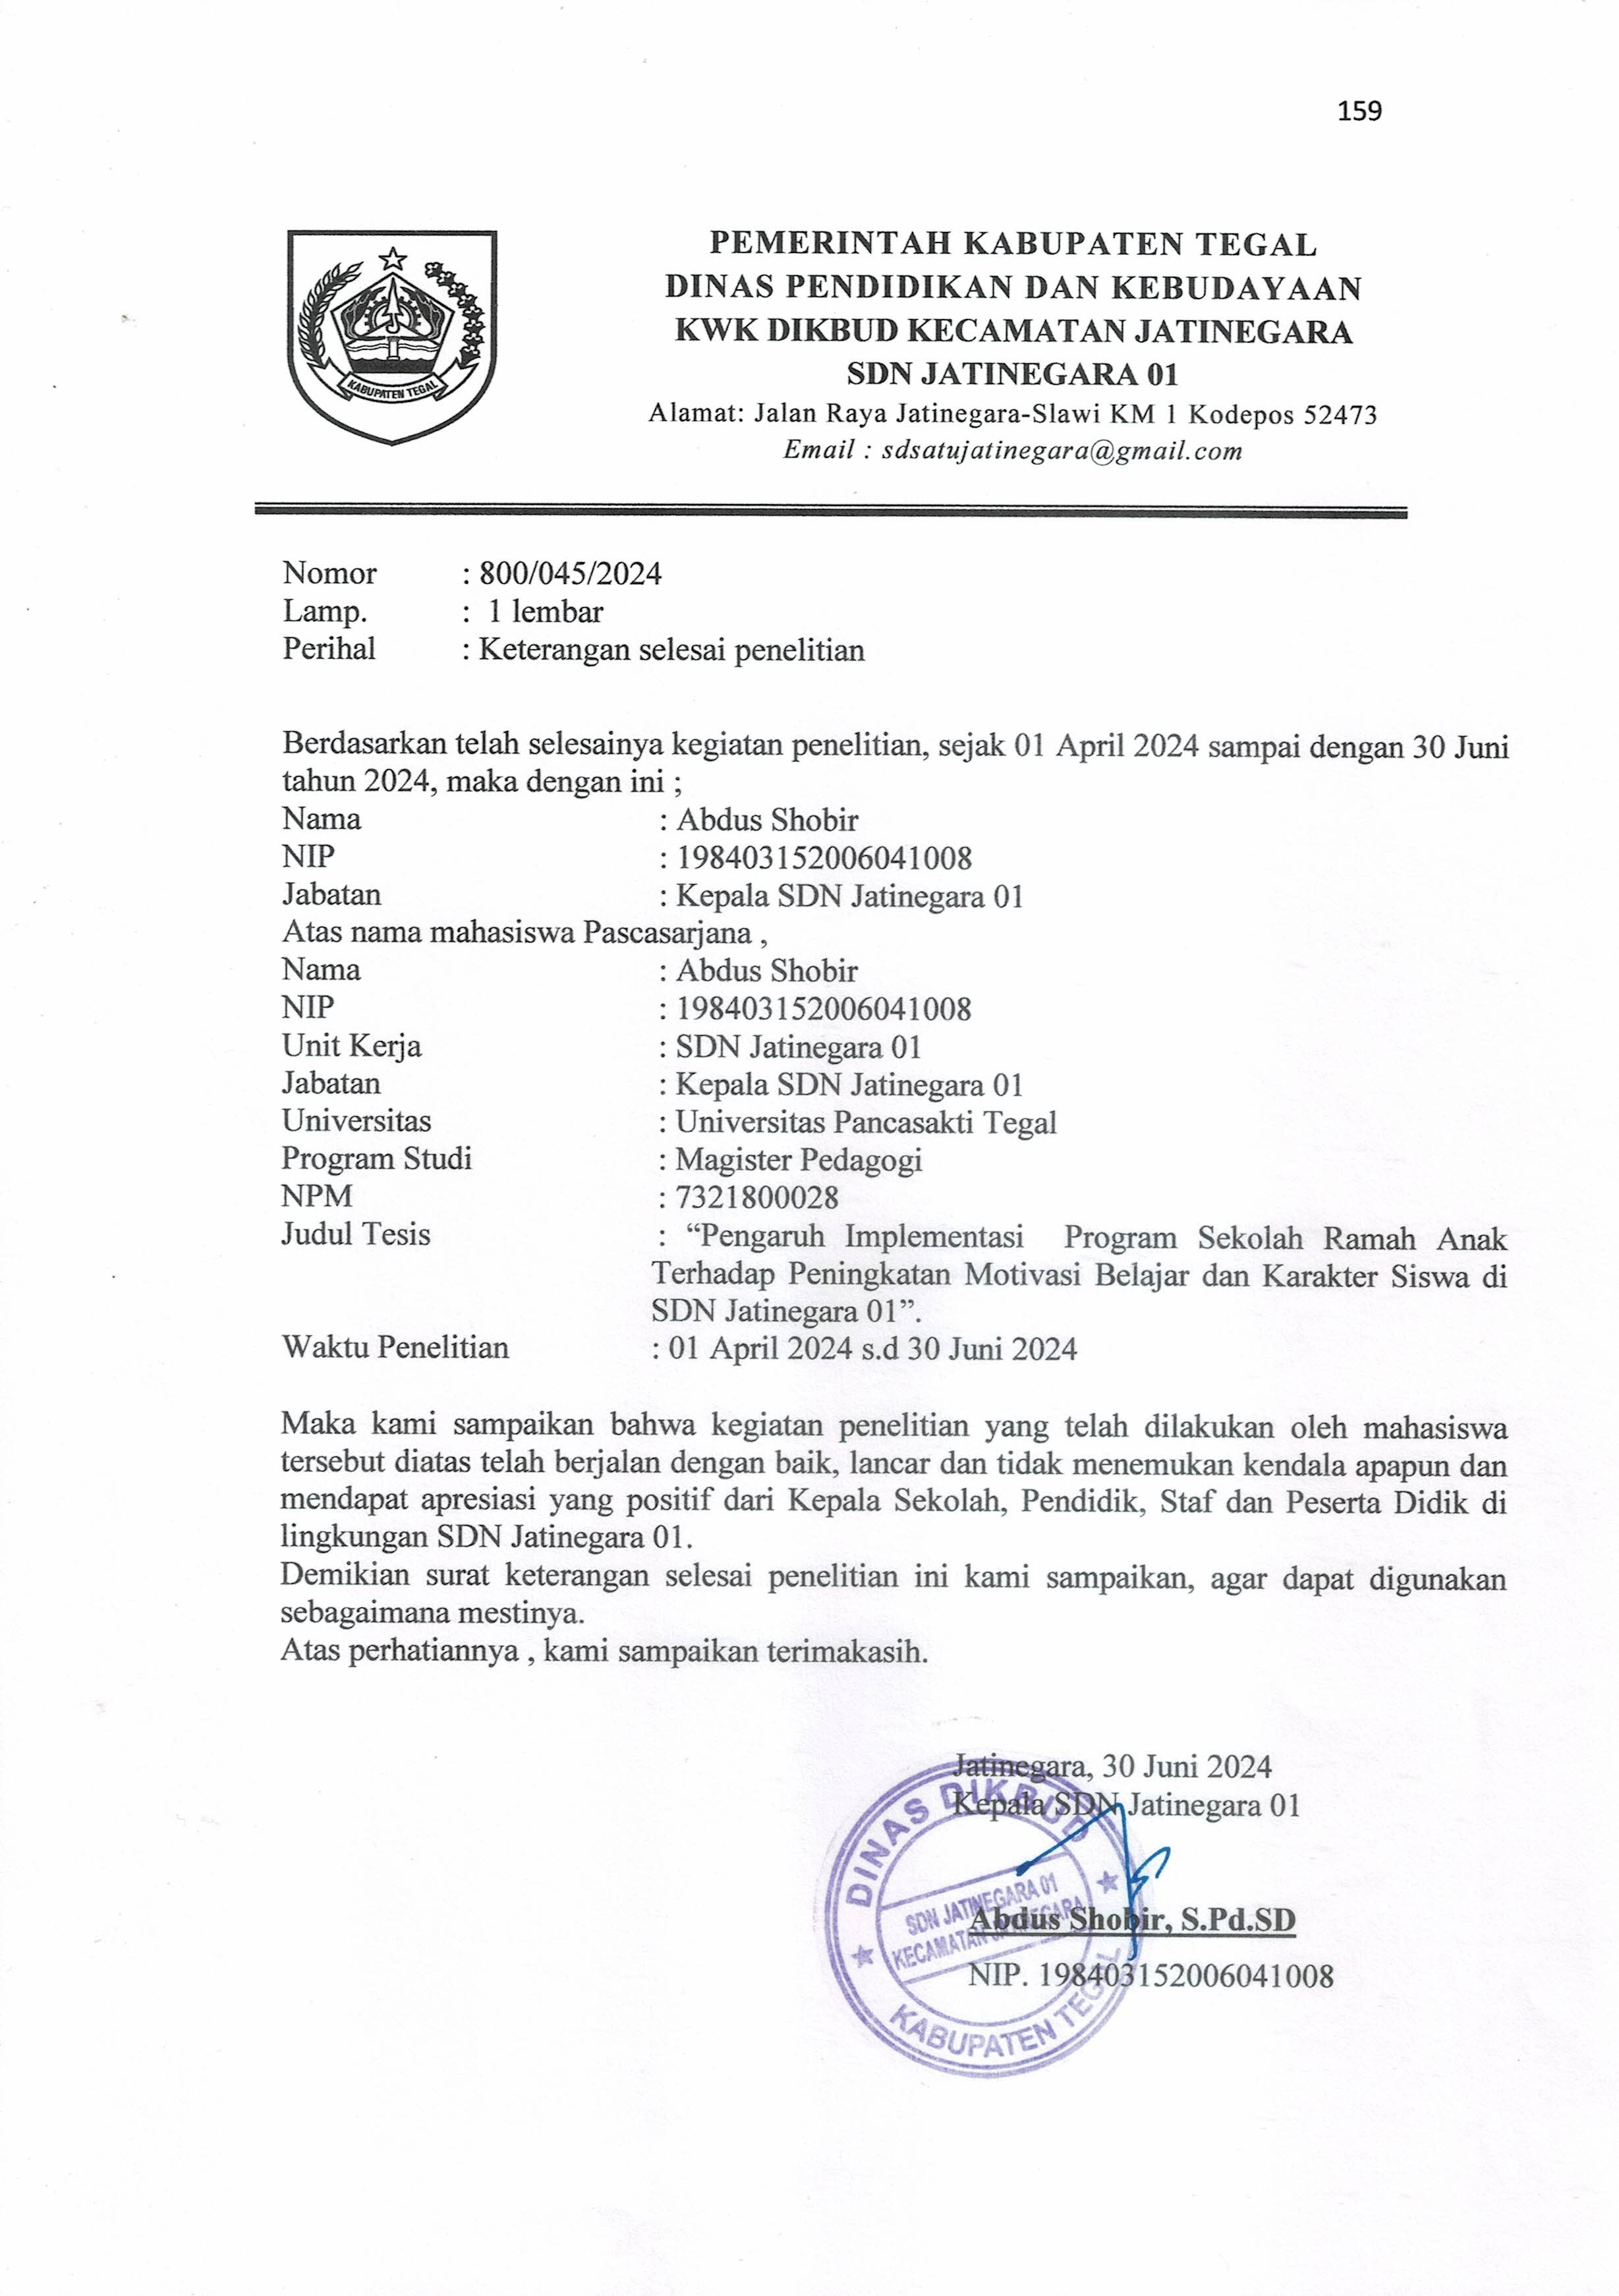 159
PEMERINTAH KABUPATEN TEGAL
DINAS PENDIDIKAN DAN KEBUDAYAAN
KWK DIKBUD KECAMATAN JATINEGARA
SDN JATINEGARA 01
Alamat: Jalan Raya Jatinegara-Slawi KM 1 Kodepos 52473
Email : sdsatujatinegara@gmail.com
KABUPATEN TEGAL
Nomor : 800/045/2024
Lamp. : 1 lembar
Perihal : Keterangan selesai penelitian
Berdasarkan telah selesainya kegiatan penelitian, sejak 01 April 2024 sampai dengan 30 Juni
tahun 2024, maka dengan ini ;
Nama : Abdus Shobir
NIP : 198403152006041008
Jabatan : Kepala SDN Jatinegara 01
Atas nama mahasiswa Pascasarjana ,
Nama : Abdus Shobir
NIP : 198403152006041008
Unit Kerja : SDN Jatinegara 01
Jabatan : Kepala SDN Jatinegara 01
Universitas : Universitas Pancasakti Tegal
Program Studi : Magister Pedagogi
NPM : 7321800028
Judul Tesis : “Pengaruh Implementasi Program Sekolah Ramah Anak
Terhadap Peningkatan Motivasi Belajar dan Karakter Siswa di
SDN Jatinegara 01”.
Waktu Penelitian : 01 April 2024 s.d 30 Juni 2024
Maka kami sampaikan bahwa kegiatan penelitian yang telah dilakukan oleh mahasiswa
tersebut diatas telah berjalan dengan baik, lancar dan tidak menemukan kendala apapun dan
mendapat apresiasi yang positif dari Kepala Sekolah, Pendidik, Staf dan Peserta Didik di
lingkungan SDN Jatinegara 01.
Demikian surat keterangan selesai penelitian ini kami sampaikan, agar dapat digunakan
sebagaimana mestinya.
Atas perhatiannya , kami sampaikan terimakasih.
Jatinegara, 30 Juni 2024
Kepala SDN Jatinegara 01
DINAS DIKBUD
SDN JATINEGARA 01
KECAMATAN JATINEGARA
KABUPATEN TEGAL
Abdus Shobir, S.Pd.SD
NIP. 198403152006041008